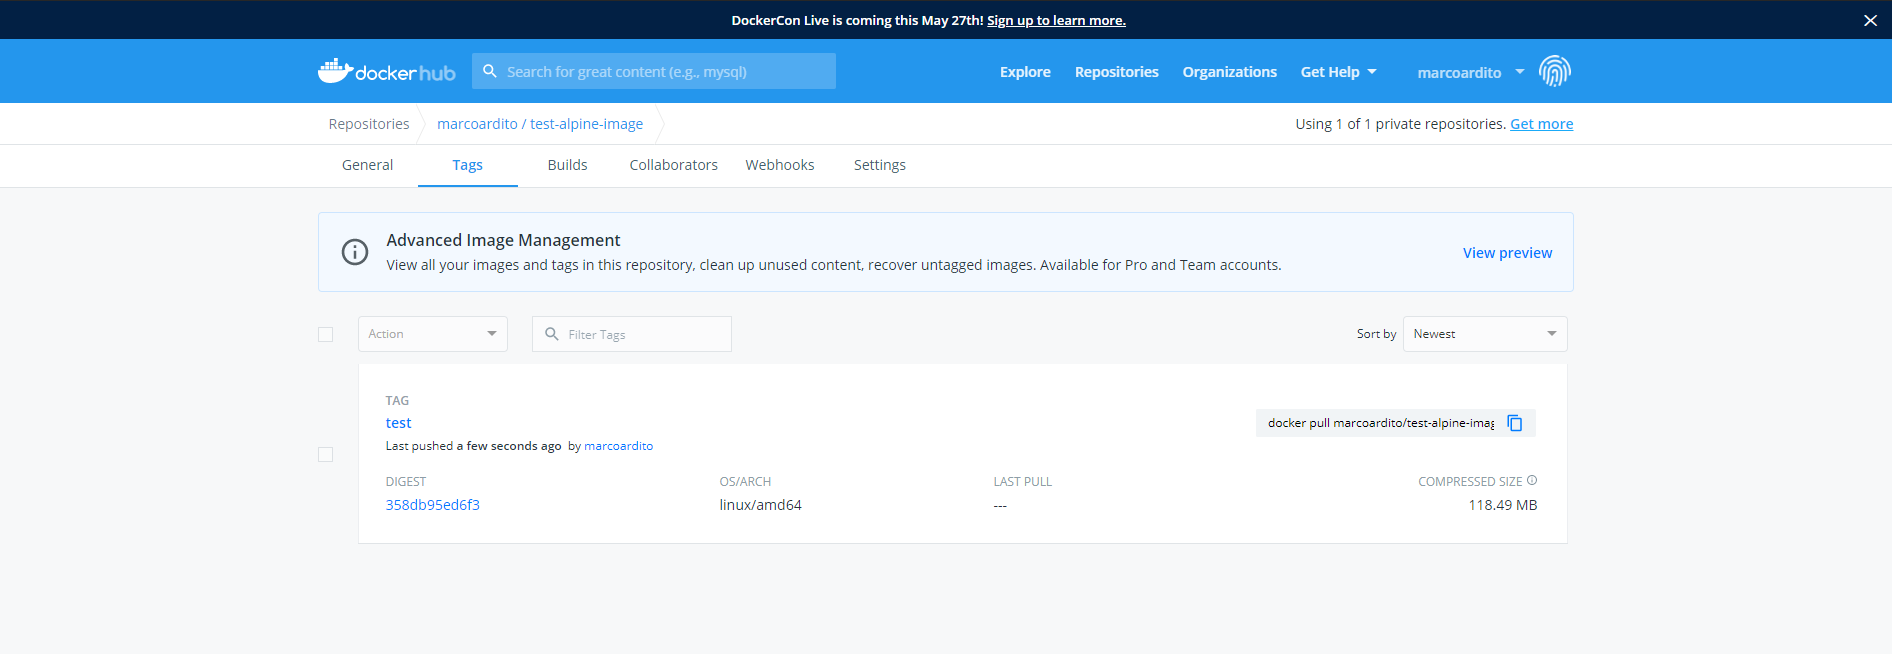 DockerCon Live is coming this May 27th! Sign up to learn more.
dockerhub Search for great content (e.g., mysql) Explore Repositories Organizations Get Help marcoardito
Repositories marcoardito / test-alpine-image Using 1 of 1 private repositories. Get more
General Tags Builds Collaborators Webhooks Settings
Advanced Image Management
View all your images and tags in this repository, clean up unused content, recover untagged images. Available for Pro and Team accounts.
View preview
Action Filter Tags Sort by Newest
TAG
test
docker pull marcoardito/test-alpine-imag
Last pushed a few seconds ago by marcoardito
DIGEST OS/ARCH LAST PULL COMPRESSED SIZE
358db95ed6f3 linux/amd64 --- 118.49 MB